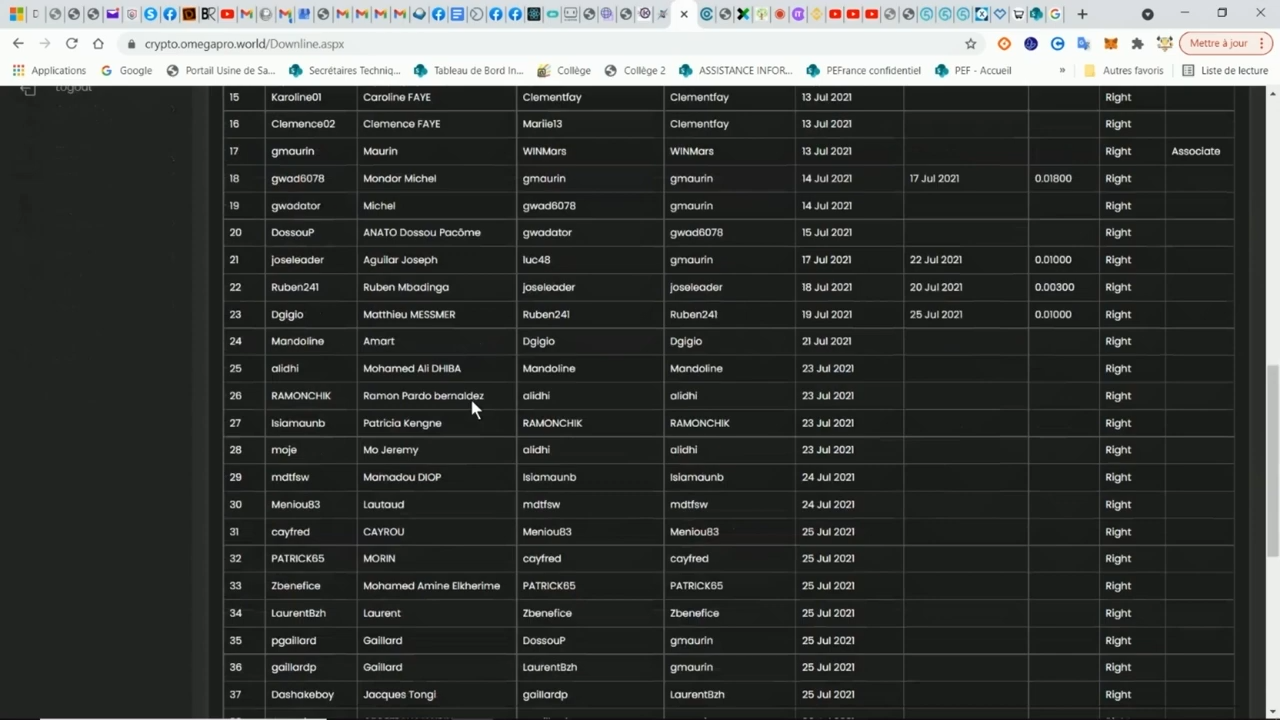 Mettre à jour
crypto.omegapro.world/Downline.aspx
Applications Google Portail Usine de Sa... Secrétaires Techniq... Tableau de Bord In... Collège Collège 2 ASSISTANCE INFOR... PEFrance confidentiel PEF - Accueil » Autres favoris Liste de lecture
Logout
15 Karoline01 Caroline FAYE Clementfay Clementfay 13 Jul 2021 Right
16 Clemence02 Clemence FAYE Mariie13 Clementfay 13 Jul 2021 Right
17 gmaurin Maurin WINMars WINMars 13 Jul 2021 Right Associate
18 gwad6078 Mondor Michel gmaurin gmaurin 14 Jul 2021 17 Jul 2021 0.01800 Right
19 gwadator Michel gwad6078 gmaurin 14 Jul 2021 Right
20 DossouP ANATO Dossou Pacôme gwadator gwad6078 15 Jul 2021 Right
21 joseleader Aguilar Joseph luc48 gmaurin 17 Jul 2021 22 Jul 2021 0.01000 Right
22 Ruben241 Ruben Mbadinga joseleader joseleader 18 Jul 2021 20 Jul 2021 0.00300 Right
23 Dgigio Matthieu MESSMER Ruben241 Ruben241 19 Jul 2021 25 Jul 2021 0.01000 Right
24 Mandoline Amart Dgigio Dgigio 21 Jul 2021 Right
25 alidhi Mohamed Ali DHIBA Mandoline Mandoline 23 Jul 2021 Right
26 RAMONCHIK Ramon Pardo bernaldez alidhi alidhi 23 Jul 2021 Right
27 Isiamaunb Patricia Kengne RAMONCHIK RAMONCHIK 23 Jul 2021 Right
28 moje Mo Jeremy alidhi alidhi 23 Jul 2021 Right
29 mdtfsw Mamadou DIOP Isiamaunb Isiamaunb 24 Jul 2021 Right
30 Meniou83 Lautaud mdtfsw mdtfsw 24 Jul 2021 Right
31 cayfred CAYROU Meniou83 Meniou83 25 Jul 2021 Right
32 PATRICK65 MORIN cayfred cayfred 25 Jul 2021 Right
33 Zbenefice Mohamed Amine Elkherime PATRICK65 PATRICK65 25 Jul 2021 Right
34 LaurentBzh Laurent Zbenefice Zbenefice 25 Jul 2021 Right
35 pgaillard Gaillard DossouP gmaurin 25 Jul 2021 Right
36 gaillardp Gaillard LaurentBzh gmaurin 25 Jul 2021 Right
37 Dashakeboy Jacques Tongi gaillardp LaurentBzh 25 Jul 2021 Right